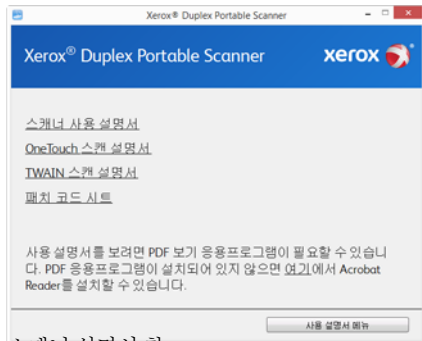 Xerox® Duplex Portable Scanner
Xerox® Duplex Portable Scanner
xerox
스캐너 사용 설명서
OneTouch 스캔 설명서
TWAIN 스캔 설명서
패치 코드 시트
사용 설명서를 보려면 PDF 보기 응용프로그램이 필요할 수 있습니
다. PDF 응용프로그램이 설치되어 있지 않으면 여기에서 Acrobat
Reader를 설치할 수 있습니다.
사용 설명서 메뉴